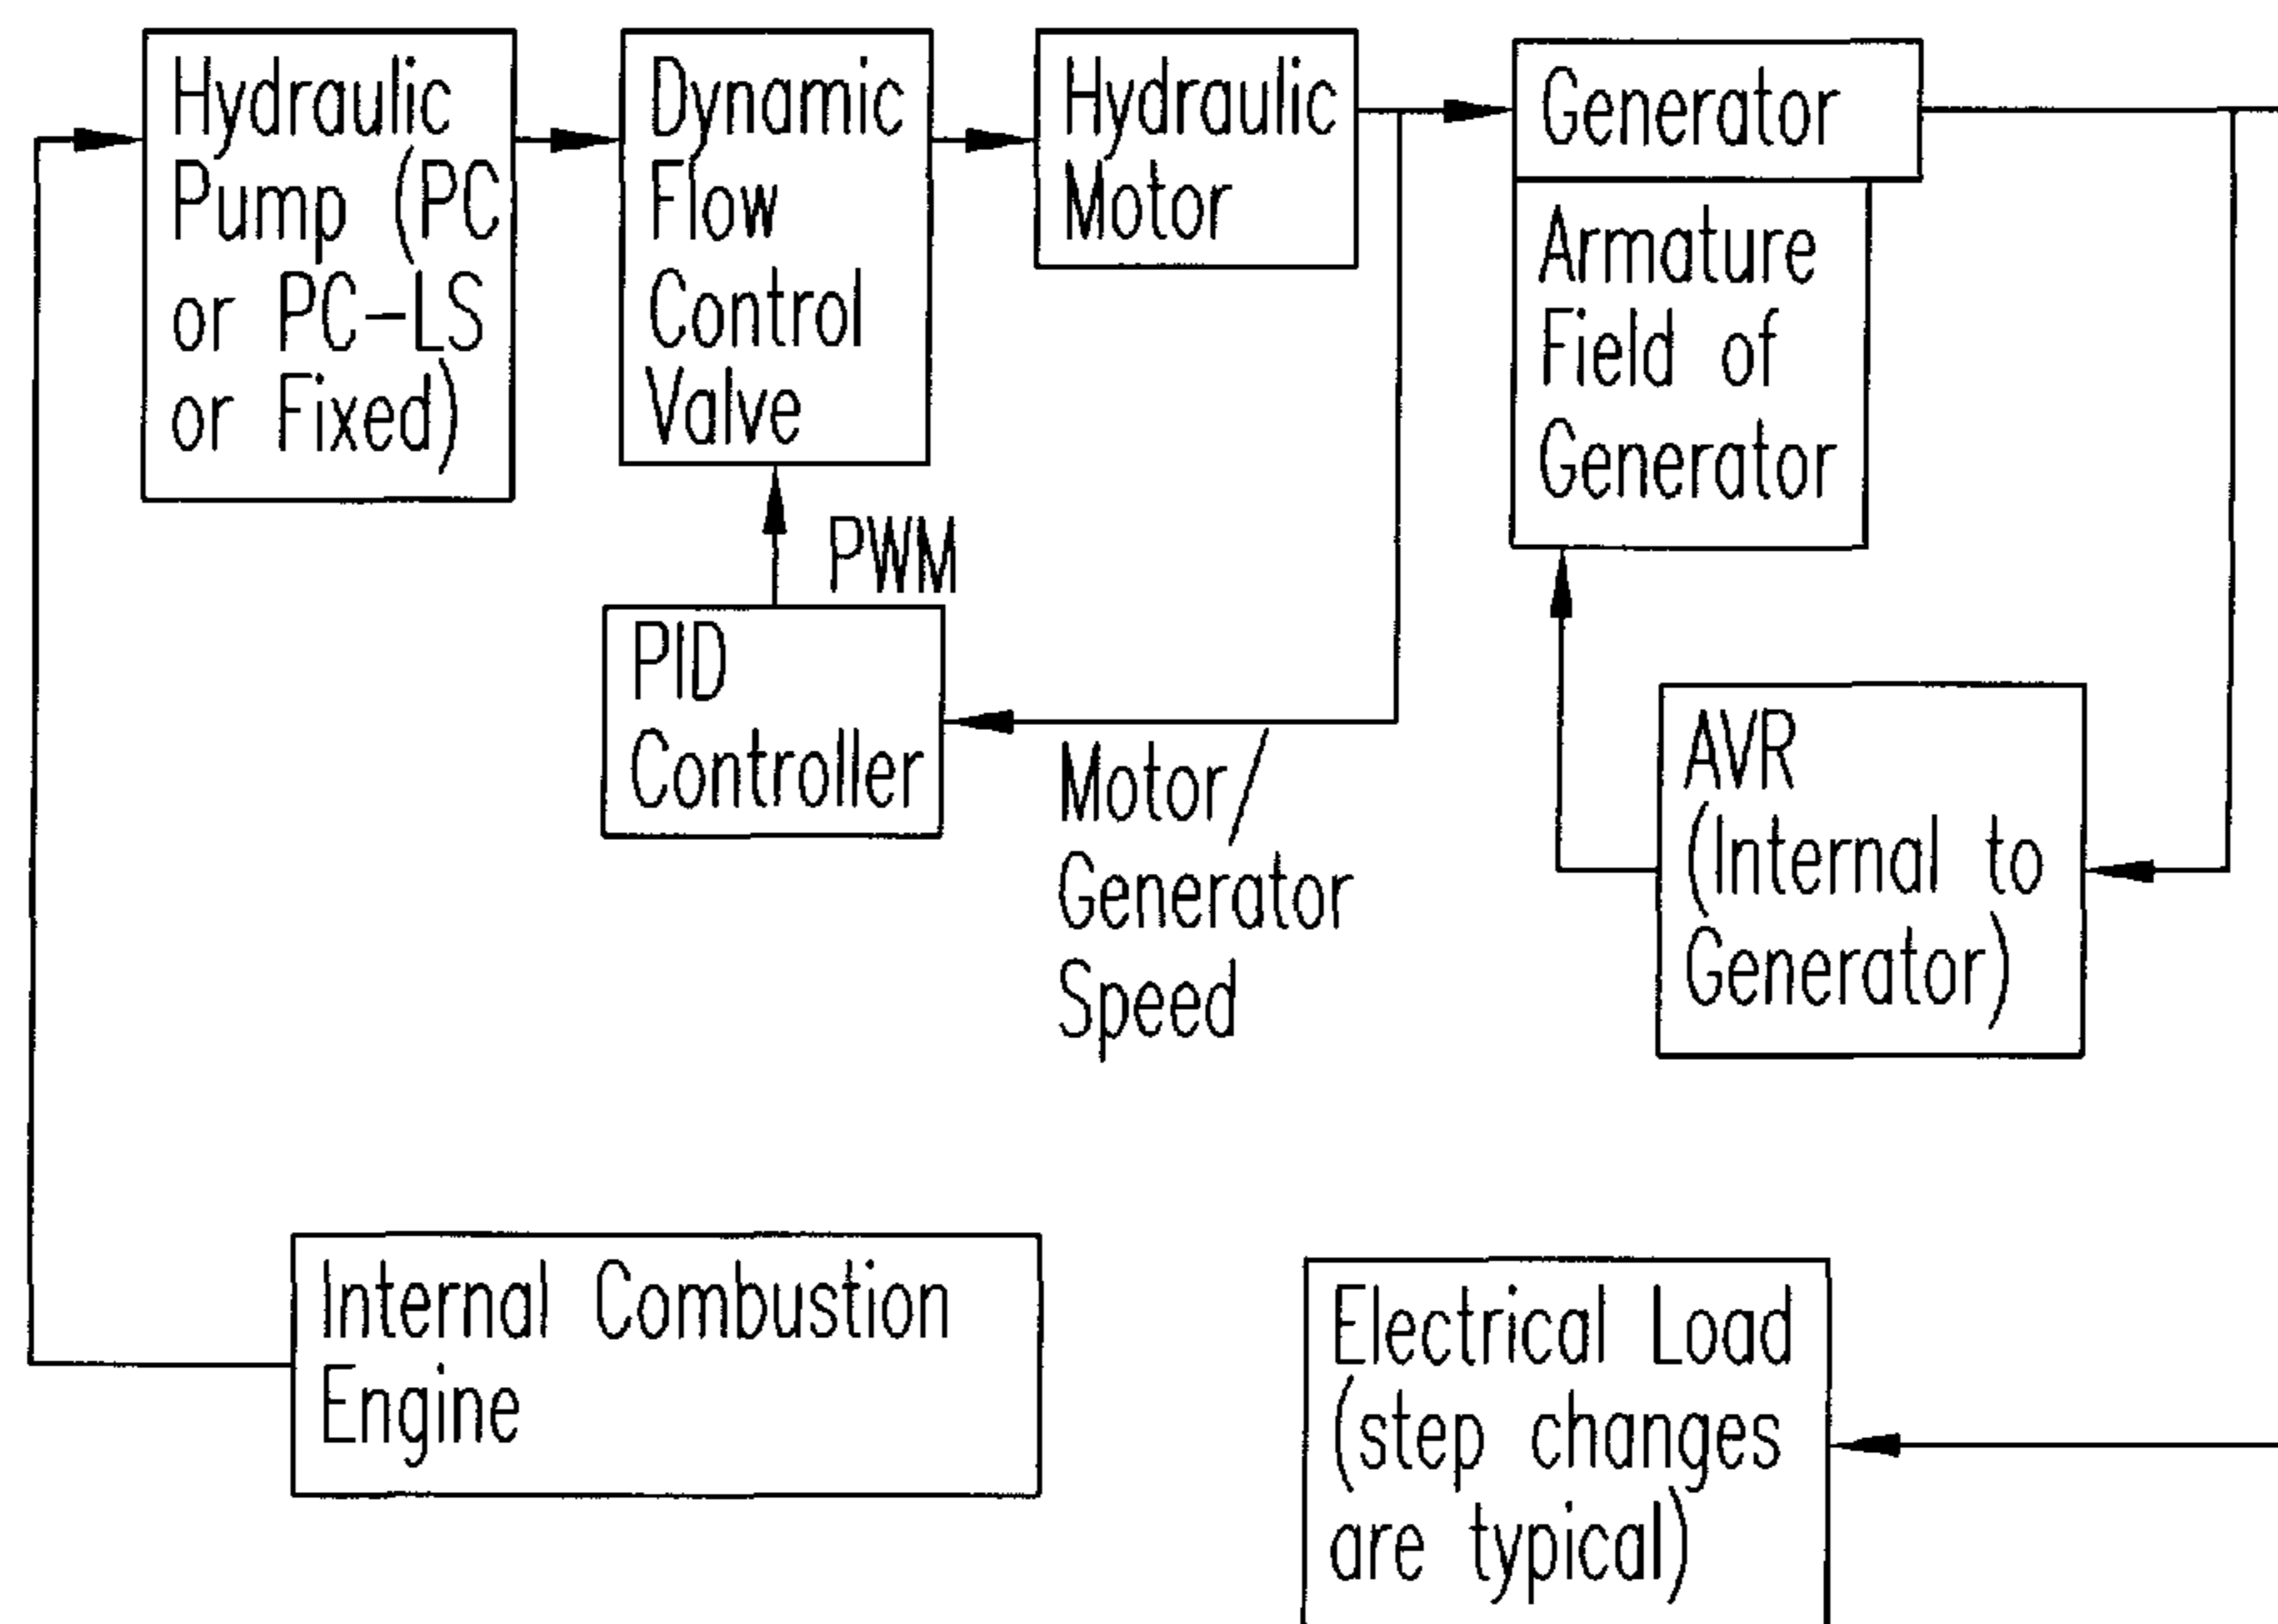 Hydraulic
Pump (PC
or PC-LS
or Fixed)
Dynamic
Flow
Control
Valve
Hydraulic
Motor
Generator
Armature
Field of
Generator
PWM
PID
Controller
Motor/
Generator
Speed
AVR
(Internal to
Generator)
Internal Combustion
Engine
Electrical Load
(step changes
are typical)